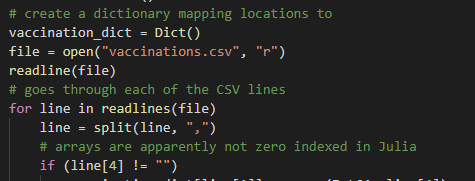 # create a dictionary mapping locations to
vaccination_dict = Dict()
file = open("vaccinations.csv", "r")
readline(file)
# goes through each of the CSV lines
for line in readlines(file)
    line = split(line, ",")
    # arrays are apparently not zero indexed in Julia
    if (line[4] != "")